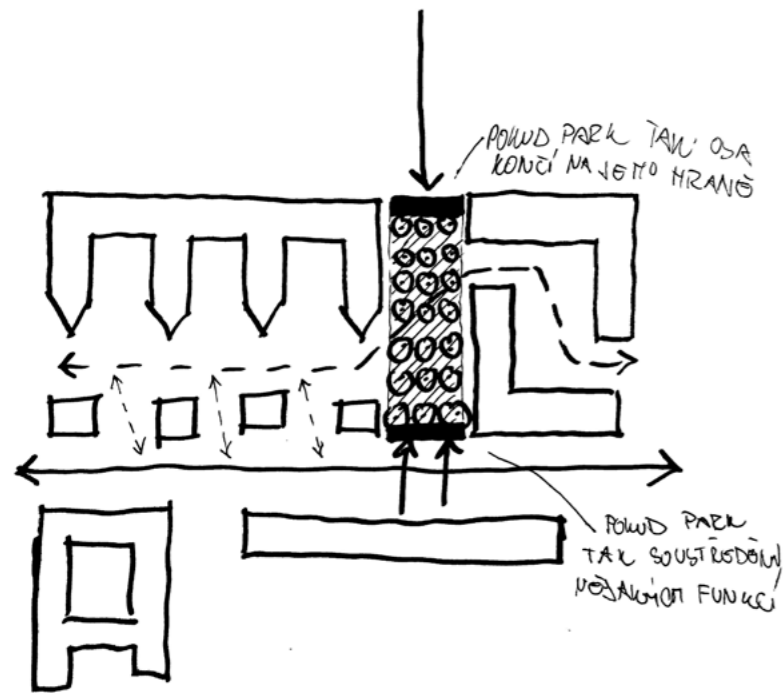 POKUD PARK TAK OSA
KONČÍ NA JEHO HRANĚ
POKUD PARK
TAK SOUSTŘEDĚNÍ
NĚJAKÝCH FUNKCÍ